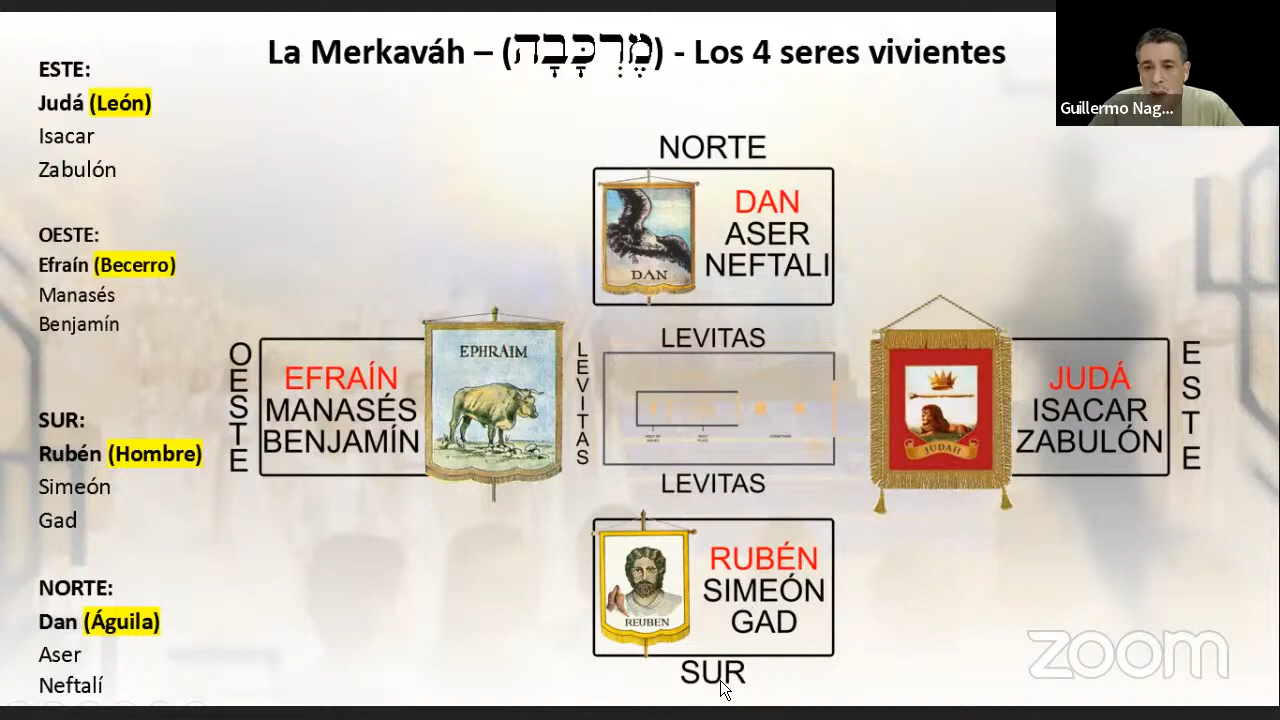 La Merkaváh – (מֶרְכָּבָה) - Los 4 seres vivientes
Guillermo Nag...
ESTE:
Judá (León)
Isacar
Zabulón
OESTE:
Efraín (Becerro)
Manasés
Benjamín
SUR:
Rubén (Hombre)
Simeón
Gad
NORTE:
Dan (Águila)
Aser
Neftalí
NORTE
DAN
DAN
ASER
NEFTALI
OESTE
EFRAÍN
MANASÉS
BENJAMÍN
EPHRAIM
LEVITAS
LEVITAS
LEVITAS
JUDAH
JUDÁ
ISACAR
ZABULÓN
ESTE
REUBEN
RUBÉN
SIMEÓN
GAD
SUR
zoom